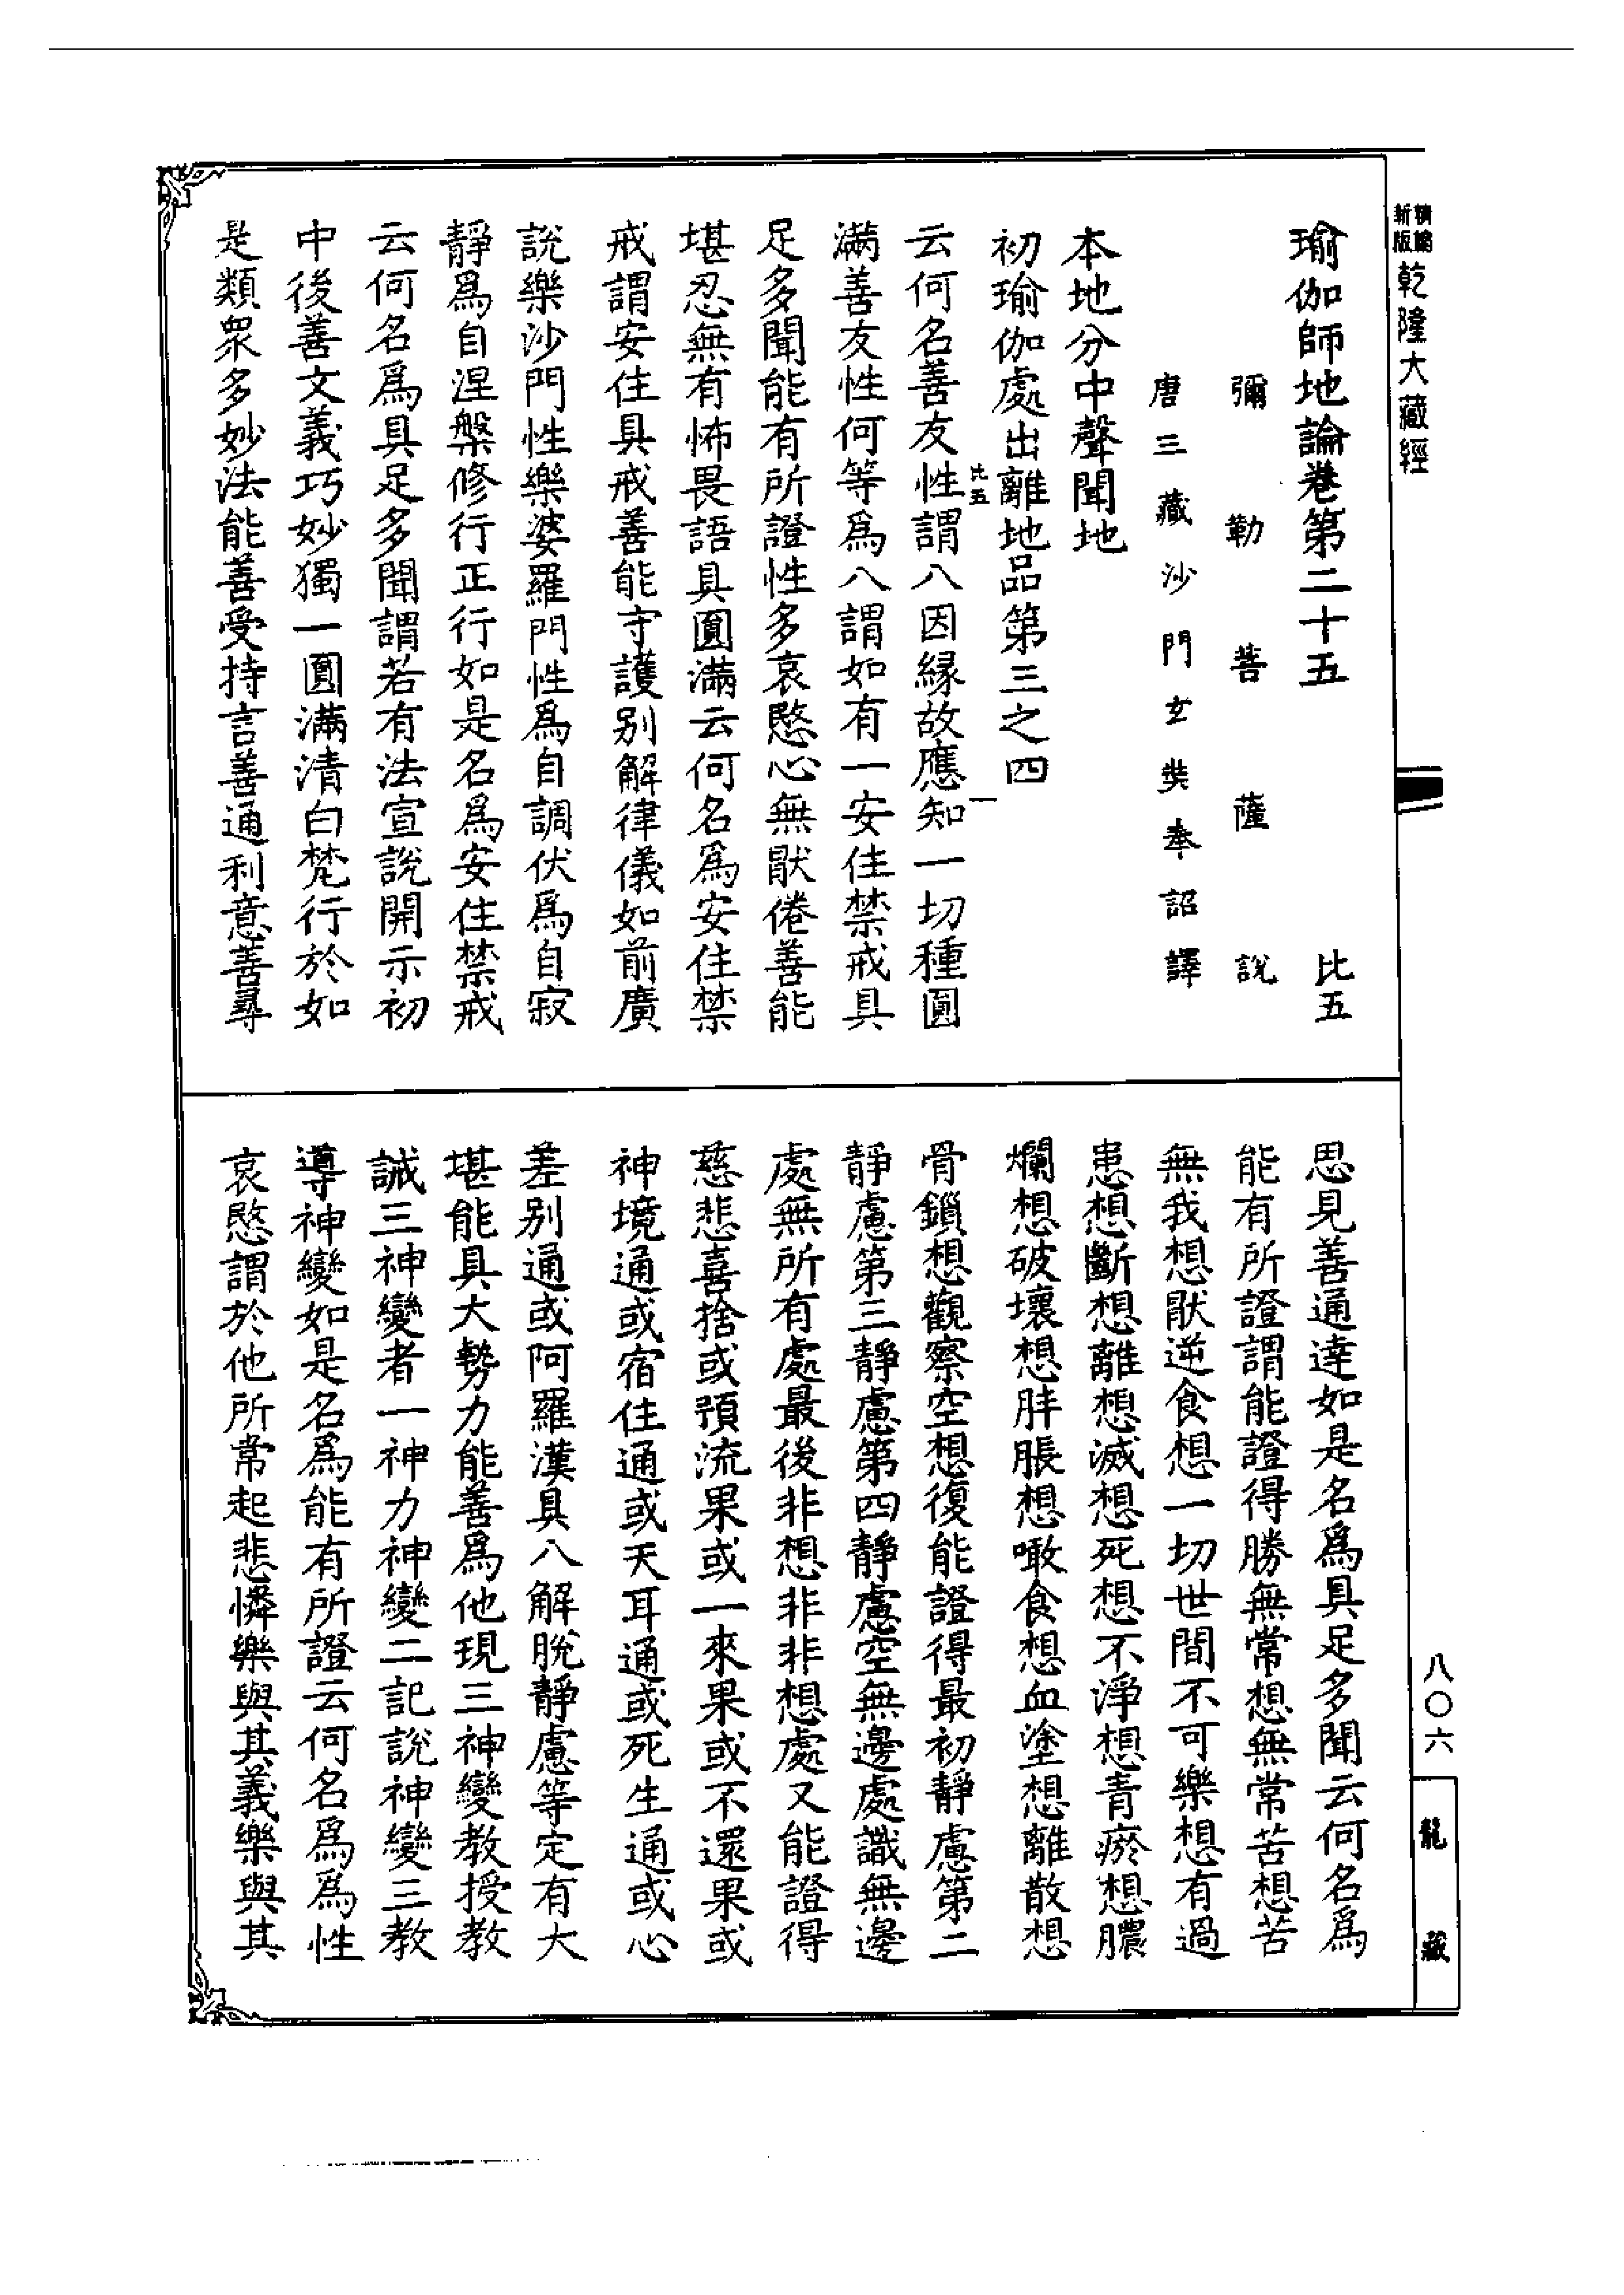 精縮新版乾隆大藏經
瑜伽師地論卷第二十五 比五
彌勒菩薩說
唐三藏沙門玄奘奉詔譯
本地分中聲聞地
初瑜伽處出離地品第三之四
比五 一
云何名善友性謂八因緣故應知一切種圓
滿善友性何等爲八謂如有一安住禁戒具
足多聞能有所證性多哀愍心無猒倦善能
堪忍無有怖畏語具圓滿云何名爲安住禁
戒謂安住具戒善能守護别解律儀如前廣
說樂沙門性樂婆羅門性爲自調伏爲自寂
靜爲自涅槃修行正行如是名爲安住禁戒
云何名爲具足多聞謂若有法宣說開示初
中後善文義巧妙獨一圓滿清白梵行於如
是類衆多妙法能善受持言善通利意善尋
思見善通達如是名爲具足多聞云何名爲
能有所證謂能證得勝無常想無常苦想苦
無我想猒逆食想一切世間不可樂想有過
患想斷想離想滅想死想不淨想青瘀想膿
爛想破壞想胖脹想噉食想血塗想離散想
骨鎖想觀察空想復能證得最初靜慮第二
靜慮第三靜慮第四靜慮空無邊處識無邊
處無所有處最後非想非非想處又能證得
慈悲喜捨或預流果或一來果或不還果或
神境通或宿住通或天耳通或死生通或心
差别通或阿羅漢具八解脫靜慮等定有大
堪能具大勢力能善爲他現三神變教授教
誡三神變者一神力神變二記說神變三教
導神變如是名爲能有所證云何名爲爲性
哀愍謂於他所常起悲憐樂與其義樂與其
八〇六
龍藏